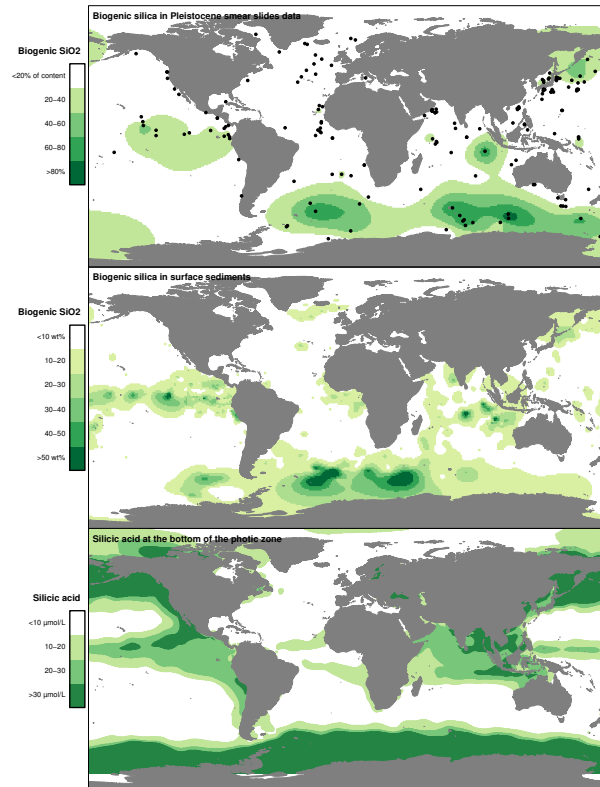 Biogenic silica in Pleistocene smear slides data
Biogenic SiO2
<20% of content
20–40
40–60
60–80
>80%
Biogenic silica in surface sediments
Biogenic SiO2
<10 wt%
10–20
20–30
30–40
40–50
>50 wt%
Silicic acid at the bottom of the photic zone
Silicic acid
<10 μmol/L
10–20
20–30
>30 μmol/L